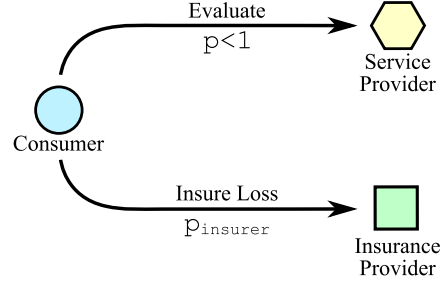 Evaluate
p<1
Service
Provider
Consumer
Insure Loss
pinsurer
Insurance
Provider